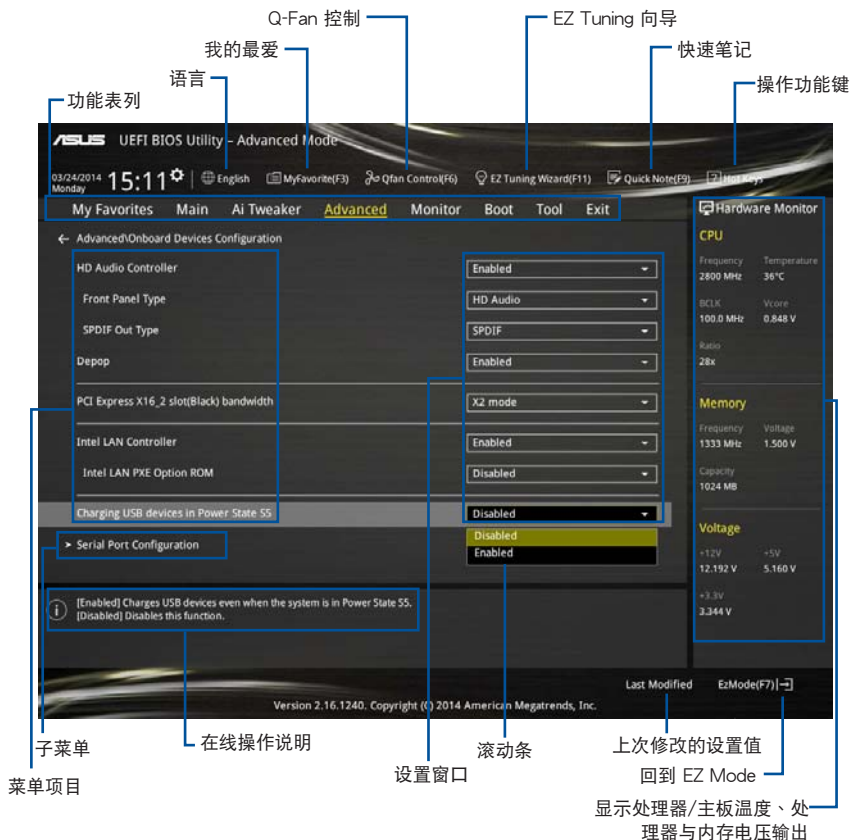 Q-Fan 控制
EZ Tuning 向导
我的最爱
快速笔记
语言
操作功能键
功能表列
ASUS UEFI BIOS Utility – Advanced Mode
03/24/2014 Monday 15:11 English MyFavorite(F3) Qfan Control(F6) EZ Tuning Wizard(F11) Quick Note(F9) ? Hot Keys
My Favorites Main Ai Tweaker Advanced Monitor Boot Tool Exit
Hardware Monitor
← Advanced\Onboard Devices Configuration
HD Audio Controller Enabled
Front Panel Type HD Audio
SPDIF Out Type SPDIF
Depop Enabled
PCI Express X16_2 slot(Black) bandwidth X2 mode
Intel LAN Controller Enabled
Intel LAN PXE Option ROM Disabled
Charging USB devices in Power State S5 Disabled
Disabled
Enabled
> Serial Port Configuration
CPU
Frequency Temperature
2800 MHz 36°C
BCLK Vcore
100.0 MHz 0.848 V
Ratio
28x
Memory
Frequency Voltage
1333 MHz 1.500 V
Capacity
1024 MB
Voltage
+12V +5V
12.192 V 5.160 V
+3.3V
3.344 V
[Enabled] Charges USB devices even when the system is in Power State S5.
[Disabled] Disables this function.
Last Modified EzMode(F7)
Version 2.16.1240. Copyright (C) 2014 American Megatrends, Inc.
子菜单
在线操作说明
滚动条
上次修改的设置值
菜单项目
设置窗口
回到 EZ Mode
显示处理器/主板温度、处
理器与内存电压输出